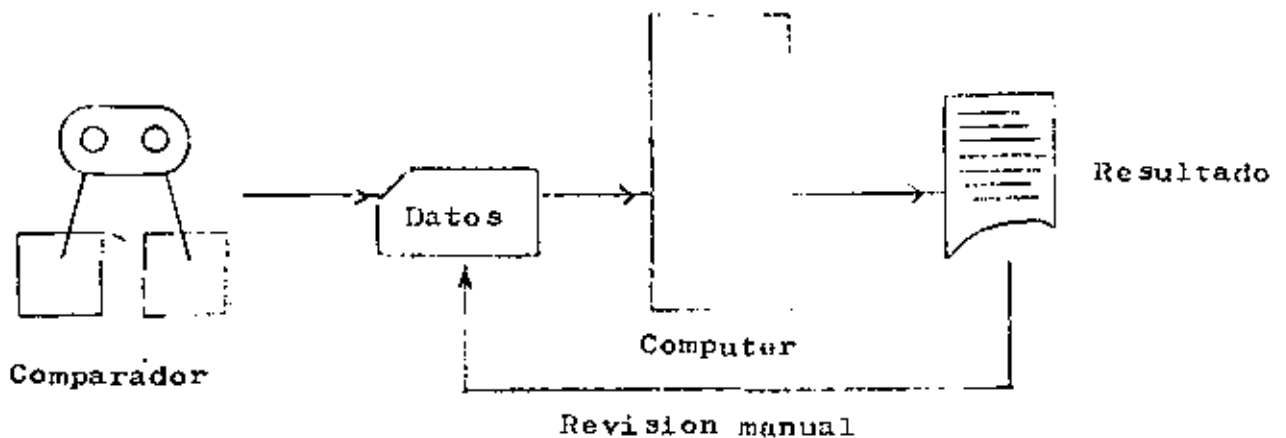 Datos
Resultado
Computer
Comparador
Revision manual